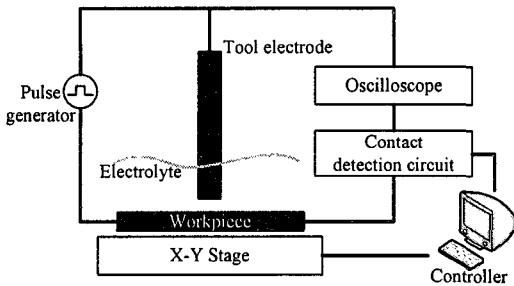 Tool electrode
Pulse
generator
Oscilloscope
Contact
detection circuit
Electrolyte
Workpiece
X-Y Stage
Controller